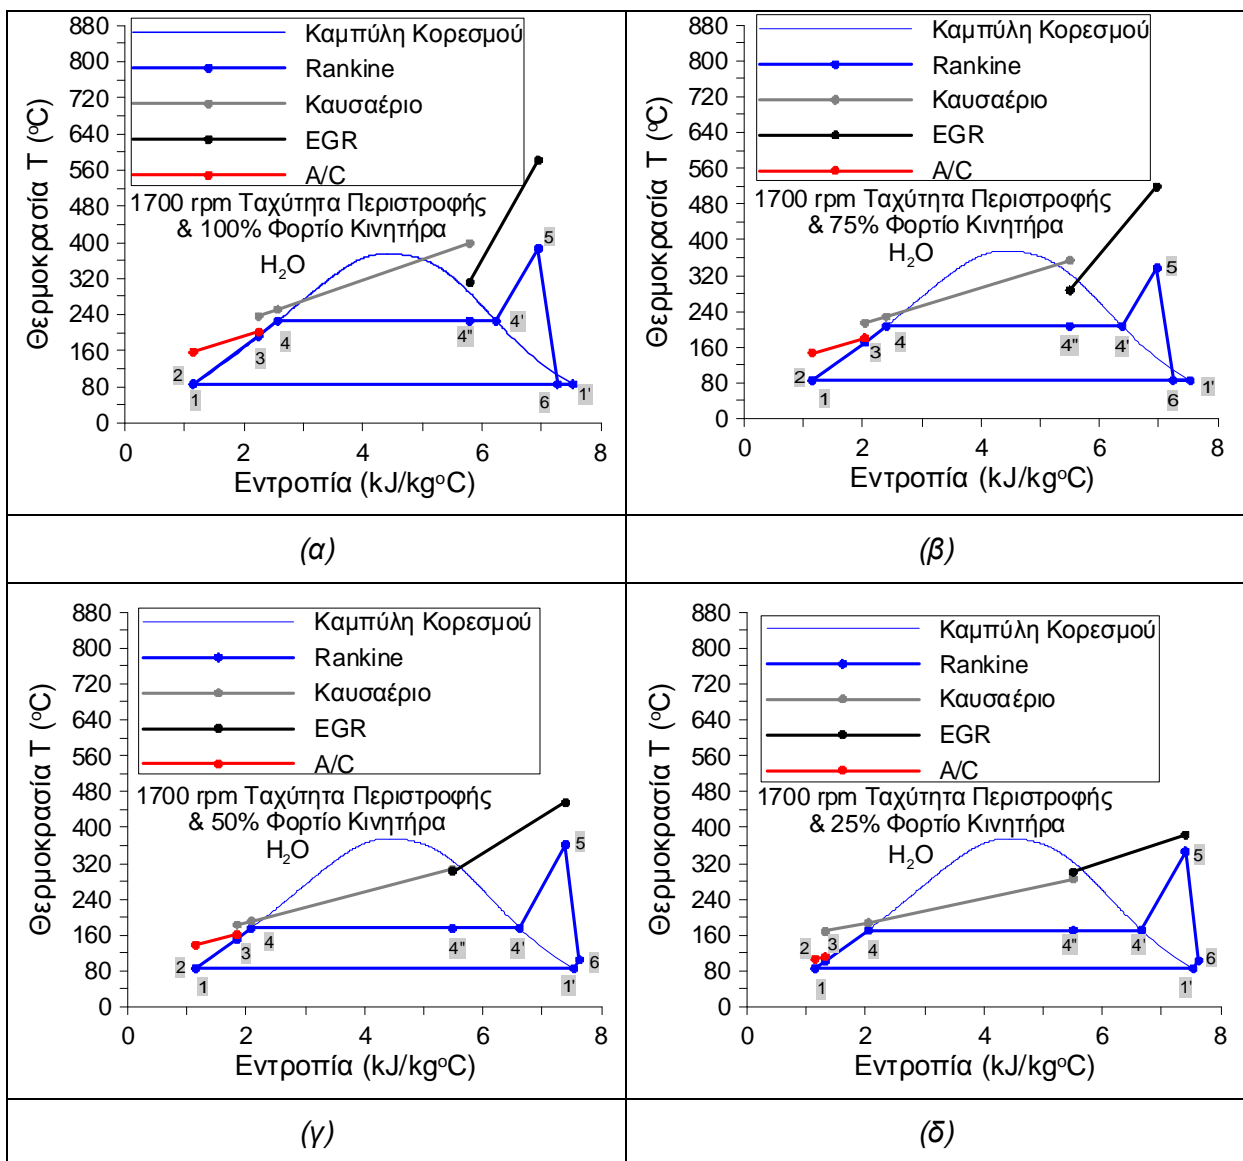 880
800
720
640
560
480
400
320
240
160
80
0
Θερμοκρασία T (°C)
Καμπύλη Κορεσμού
Rankine
Καυσαέριο
EGR
A/C
1700 rpm Ταχύτητα Περιστροφής
& 100% Φορτίο Κινητήρα
H₂O
5
4
4''
4'
3
2
1
6
1'
0 2 4 6 8
Εντροπία (kJ/kg°C)
(α)
880
800
720
640
560
480
400
320
240
160
80
0
Θερμοκρασία T (°C)
Καμπύλη Κορεσμού
Rankine
Καυσαέριο
EGR
A/C
1700 rpm Ταχύτητα Περιστροφής
& 75% Φορτίο Κινητήρα
H₂O
5
4
4''
4'
3
2
1
6
1'
0 2 4 6 8
Εντροπία (kJ/kg°C)
(β)
880
800
720
640
560
480
400
320
240
160
80
0
Θερμοκρασία T (°C)
Καμπύλη Κορεσμού
Rankine
Καυσαέριο
EGR
A/C
1700 rpm Ταχύτητα Περιστροφής
& 50% Φορτίο Κινητήρα
H₂O
5
4
4''
4'
3
2
1
6
1'
0 2 4 6 8
Εντροπία (kJ/kg°C)
(γ)
880
800
720
640
560
480
400
320
240
160
80
0
Θερμοκρασία T (°C)
Καμπύλη Κορεσμού
Rankine
Καυσαέριο
EGR
A/C
1700 rpm Ταχύτητα Περιστροφής
& 25% Φορτίο Κινητήρα
H₂O
5
2
3
4
4''
4'
6
1
1'
0 2 4 6 8
Εντροπία (kJ/kg°C)
(δ)